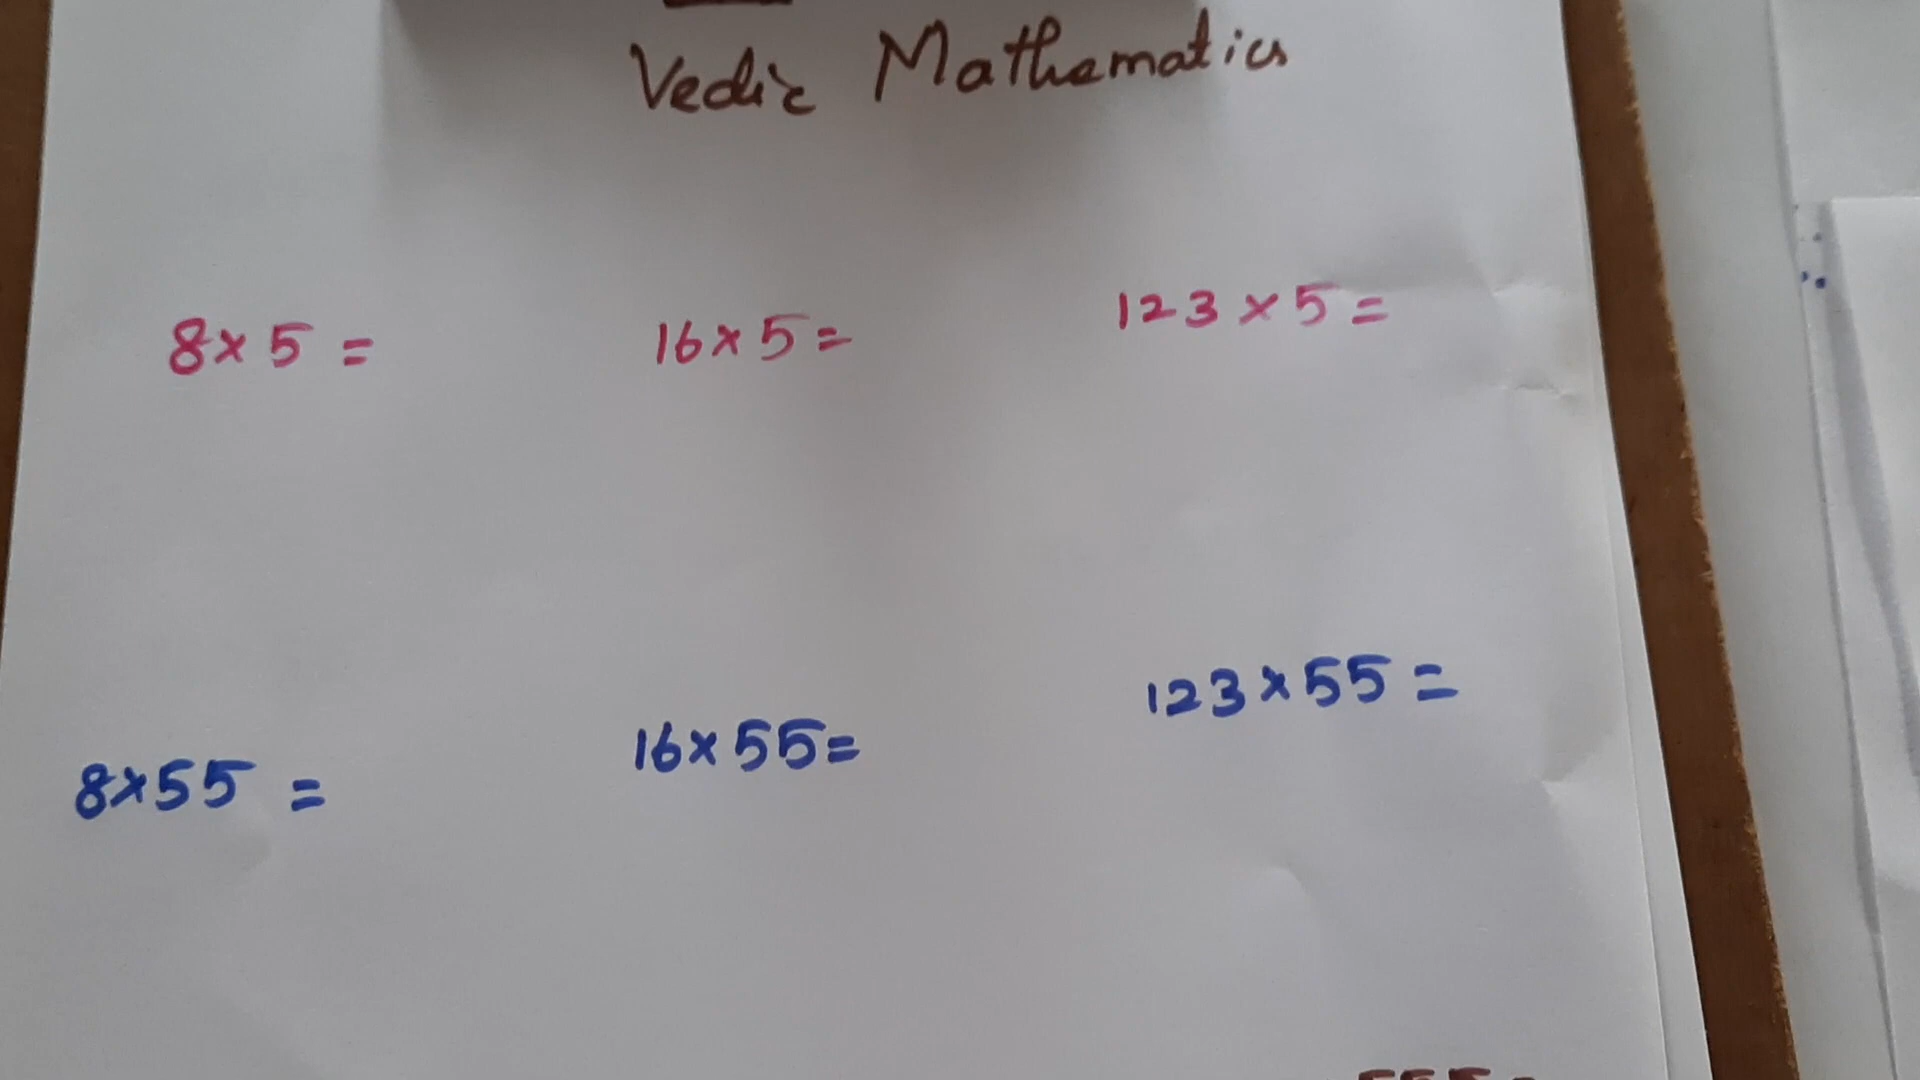 Vedic Mathematics
8 x 5 =
16 x 5 =
123 x 5 =
8 x 55 =
16 x 55 =
123 x 55 =